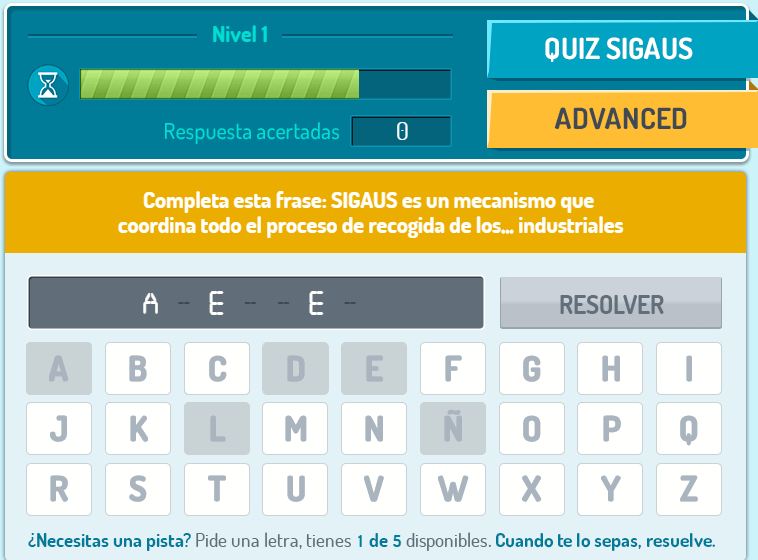 Nivel 1
QUIZ SIGAUS
Respuesta acertadas 0
ADVANCED
Completa esta frase: SIGAUS es un mecanismo que
coordina todo el proceso de recogida de los... industriales
A - E - - E -
RESOLVER
A B C D E F G H I
J K L M N Ñ O P Q
R S T U V W X Y Z
¿Necesitas una pista? Pide una letra, tienes 1 de 5 disponibles. Cuando te lo sepas, resuelve.